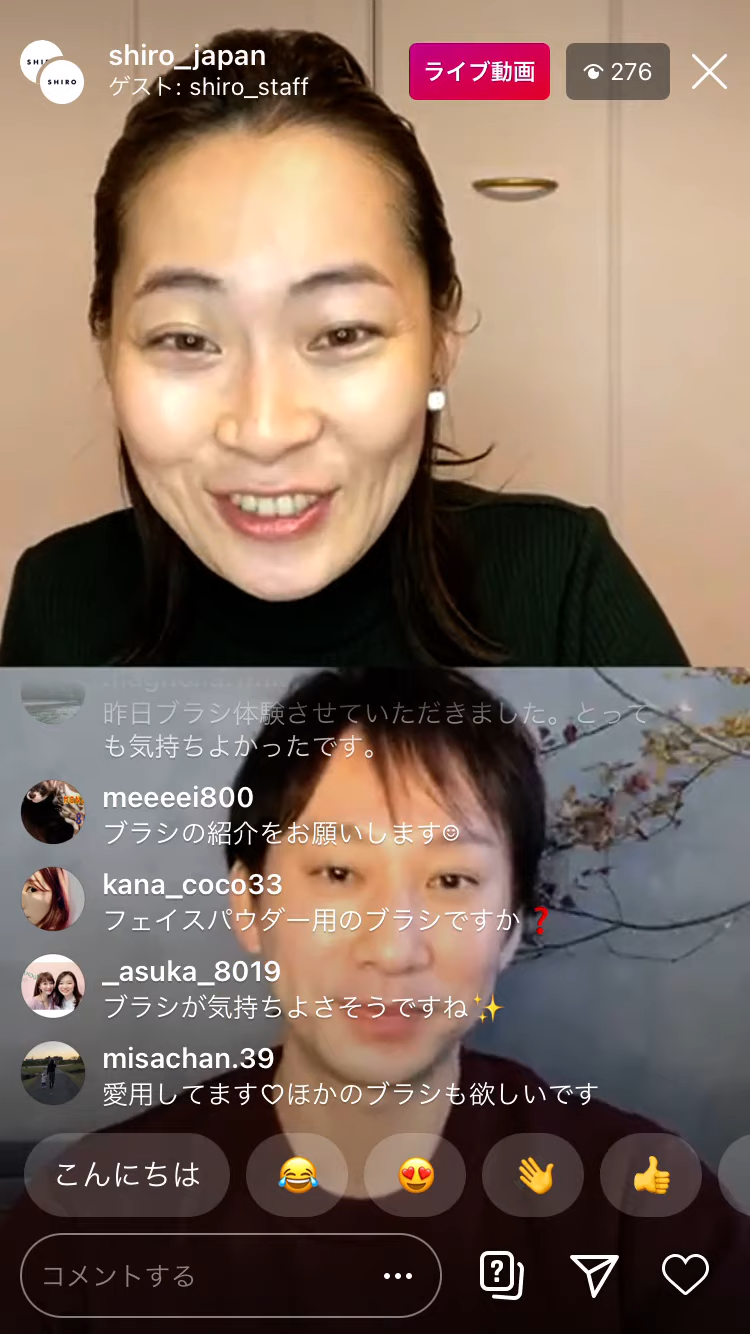 SHIRO
shiro_japan
ゲスト: shiro_staff
ライブ動画
276
昨日ブラシ体験させていただきました。とって
も気持ちよかったです。
meeeei800
ブラシの紹介をお願いします☺
kana_coco33
フェイスパウダー用のブラシですか❓
_asuka_8019
ブラシが気持ちよさそうですね✨
misachan.39
愛用してます♡ほかのブラシも欲しいです
こんにちは
😂
😍
👋
👍
コメントする